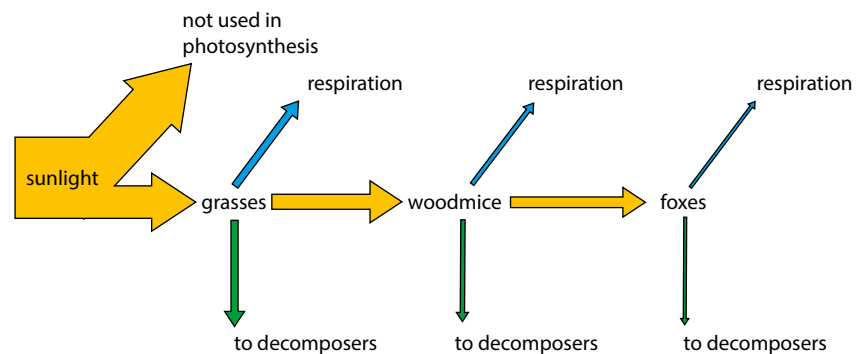 not used in
photosynthesis
respiration
respiration
respiration
sunlight
grasses
woodmice
foxes
to decomposers
to decomposers
to decomposers